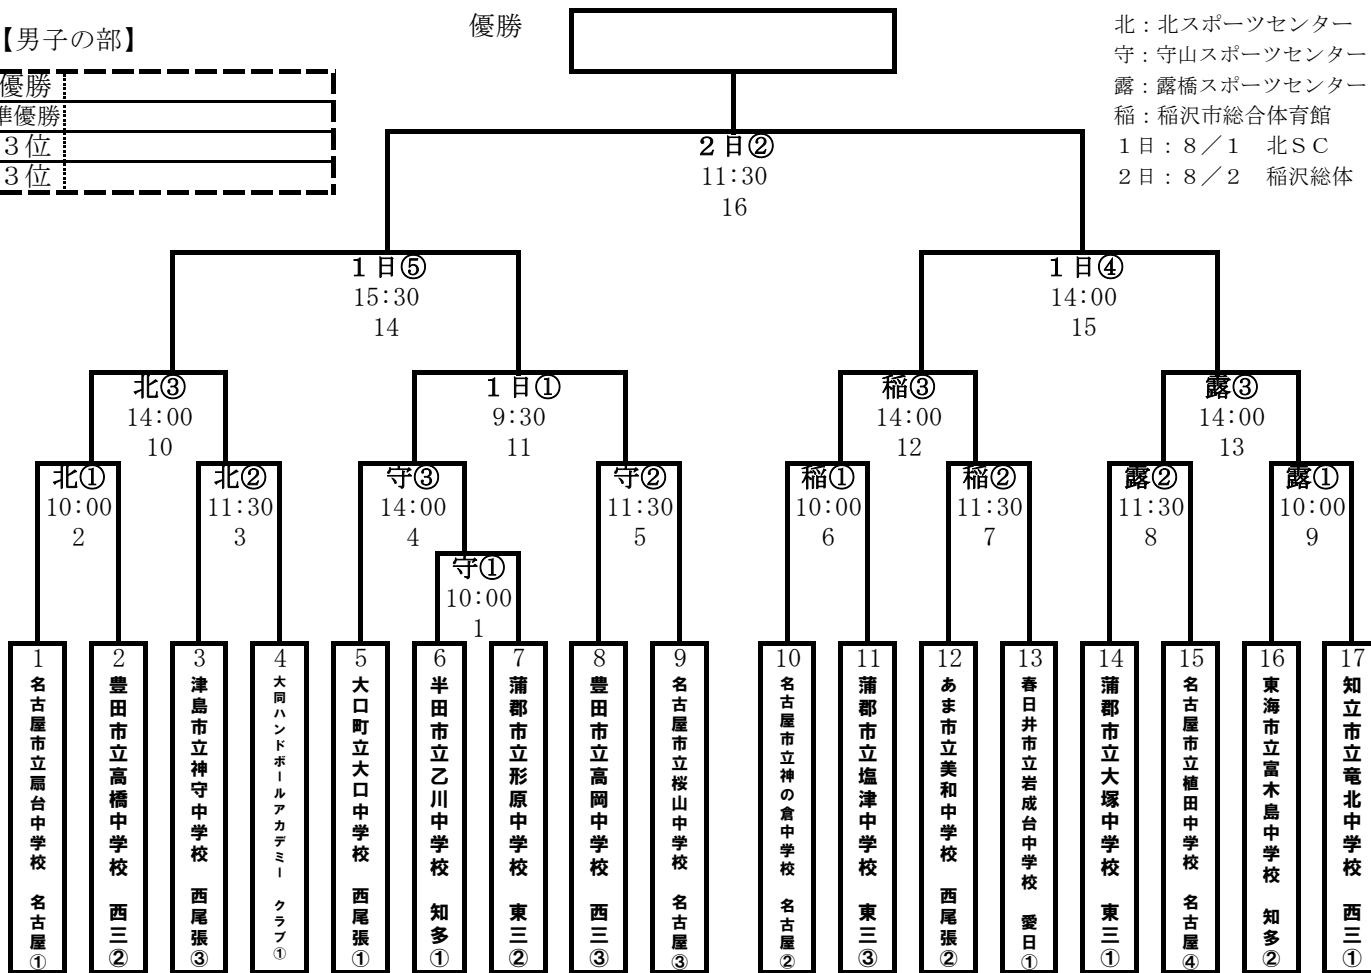 【男子の部】
優勝
準優勝
３位
３位
優勝
北：北スポーツセンター
守：守山スポーツセンター
露：露橋スポーツセンター
稲：稲沢市総合体育館
１日：８／１　北ＳＣ
２日：８／２　稲沢総体
２日②
11:30
16
１日⑤
15:30
14
１日④
14:00
15
北③
14:00
10
１日①
9:30
11
稲③
14:00
12
露③
14:00
13
北①
10:00
2
北②
11:30
3
守③
14:00
4
守②
11:30
5
稲①
10:00
6
稲②
11:30
7
露②
11:30
8
露①
10:00
9
守①
10:00
1
1
名古屋市立扇台中学校　名古屋①
2
豊田市立高橋中学校　西三②
3
津島市立神守中学校　西尾張③
4
大同ハンドボールアカデミー　クラブ①
5
大口町立大口中学校　西尾張①
6
半田市立乙川中学校　知多①
7
蒲郡市立形原中学校　東三②
8
豊田市立高岡中学校　西三③
9
名古屋市立桜山中学校　名古屋③
10
名古屋市立神の倉中学校　名古屋②
11
蒲郡市立塩津中学校　東三③
12
あま市立美和中学校　西尾張②
13
春日井市立岩成台中学校　愛日①
14
蒲郡市立大塚中学校　東三①
15
名古屋市立植田中学校　名古屋④
16
東海市立富木島中学校　知多②
17
知立市立竜北中学校　西三①